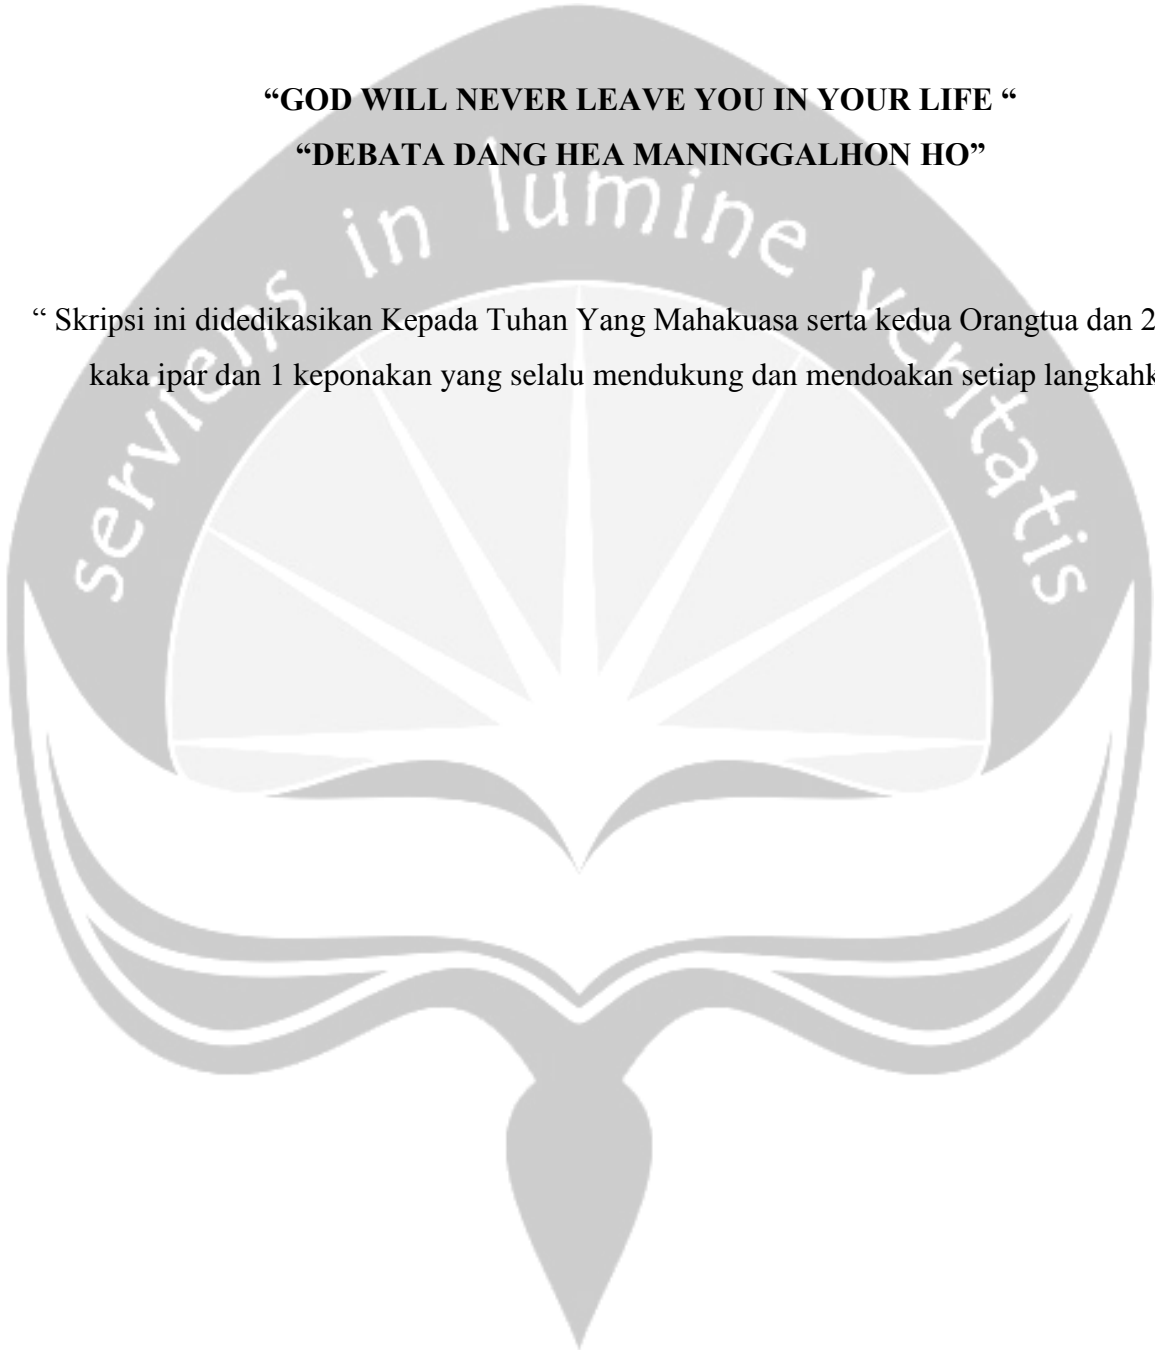 “GOD WILL NEVER LEAVE YOU IN YOUR LIFE “
“DEBATA DANG HEA MANINGGALHON HO”
serviens in lumine veritatis
“ Skripsi ini didedikasikan Kepada Tuhan Yang Mahakuasa serta kedua Orangtua dan 2
kaka ipar dan 1 keponakan yang selalu mendukung dan mendoakan setiap